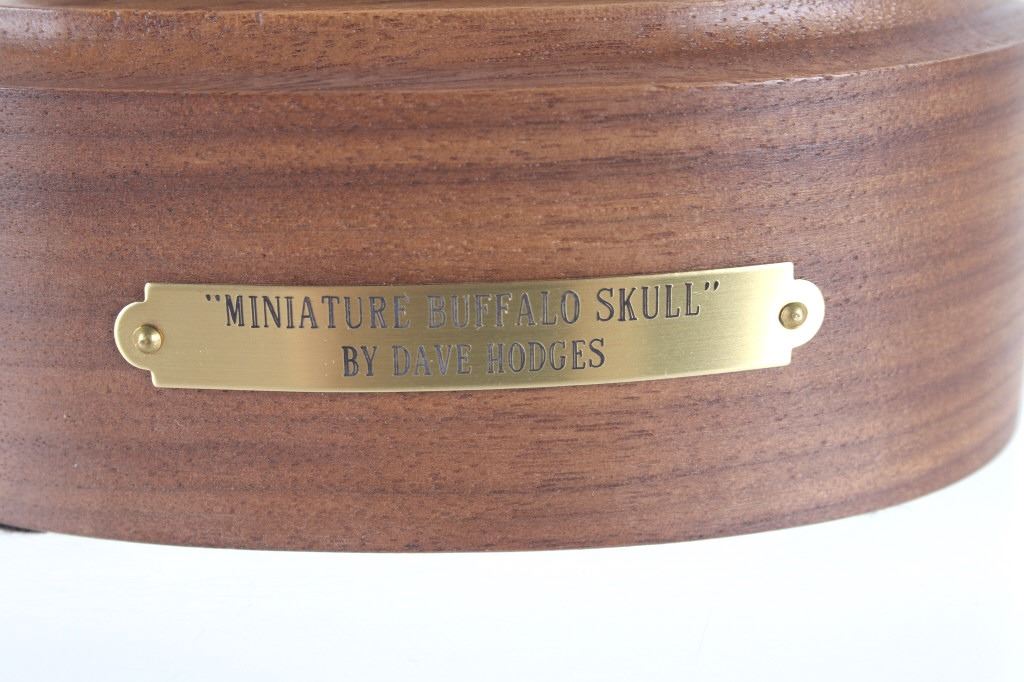 "MINIATURE BUFFALO SKULL"
BY DAVE HODGES